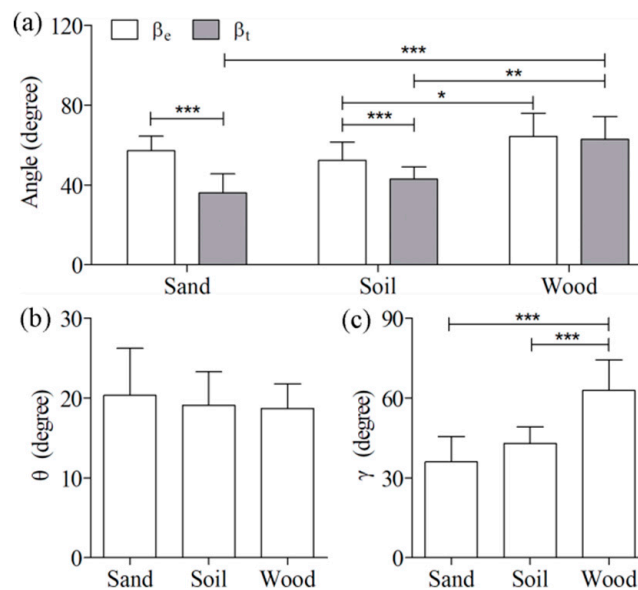 (a)
βe βt
Angle (degree)
120
80
40
0
***
***
***
**
*
Sand Soil Wood
(b)
θ (degree)
30
20
10
0
Sand Soil Wood
(c)
γ (degree)
90
60
30
0
***
***
Sand Soil Wood